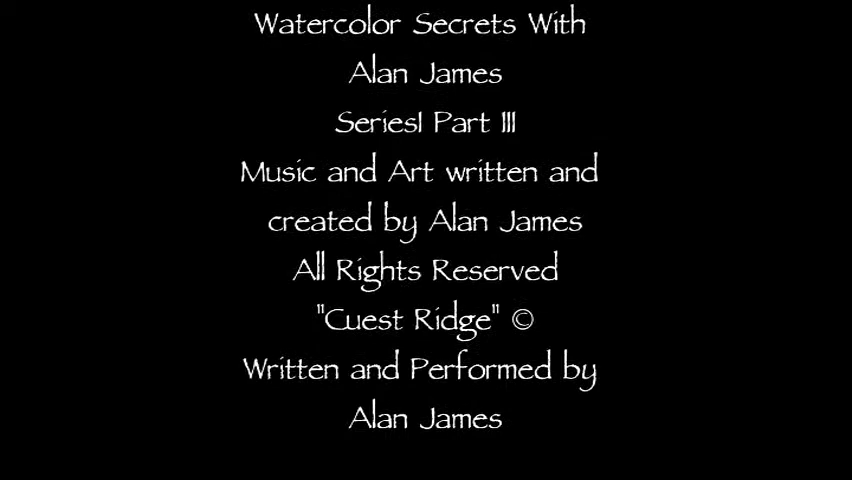 Watercolor Secrets With
Alan James
SeriesI Part III
Music and Art written and
created by Alan James
All Rights Reserved
"Cuest Ridge" ©
Written and Performed by
Alan James